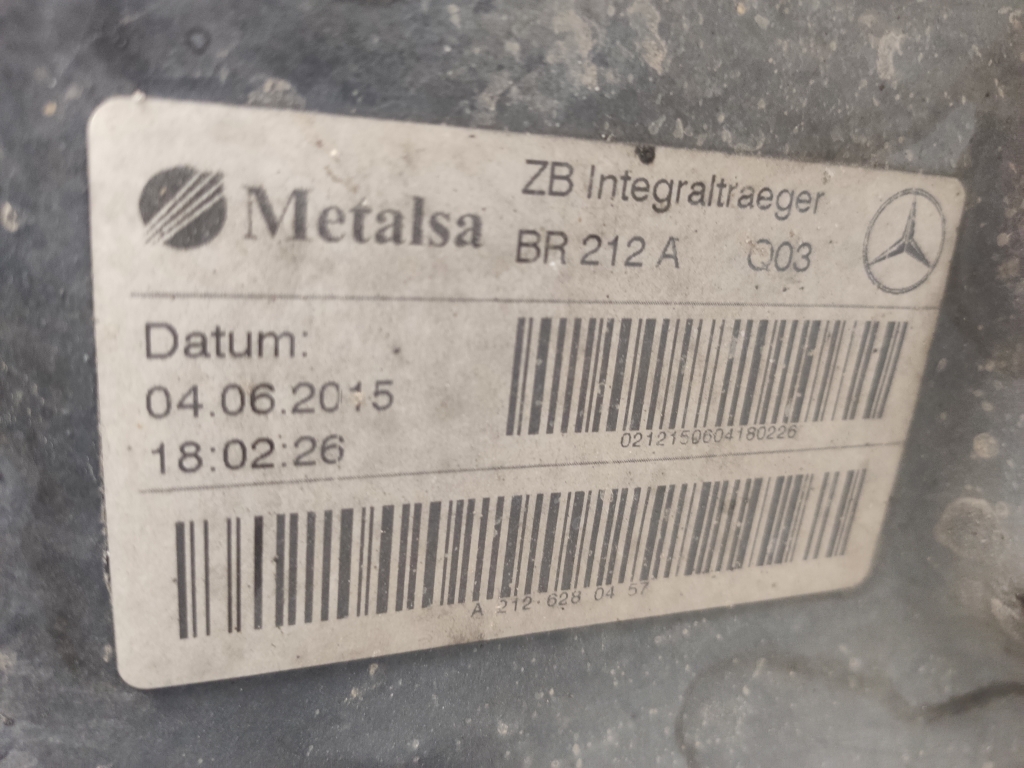 Metalsa
ZB Integraltraeger
BR 212 A Q03
Datum:
04.06.2015
18:02:26
0212150604180226
A 212 628 04 57